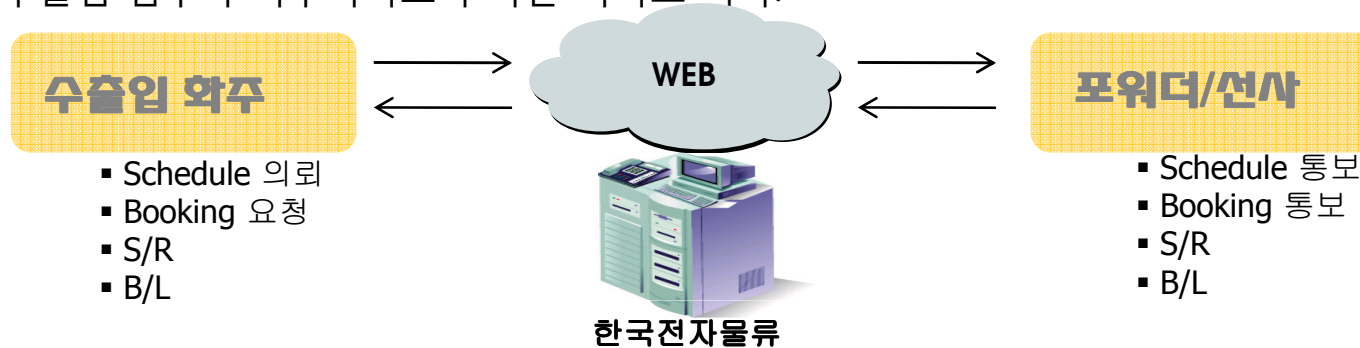 수출입 화주
WEB
포워더/선사
▪ Schedule 의뢰
▪ Booking 요청
▪ S/R
▪ B/L
▪ Schedule 통보
▪ Booking 통보
▪ S/R
▪ B/L
한국전자물류